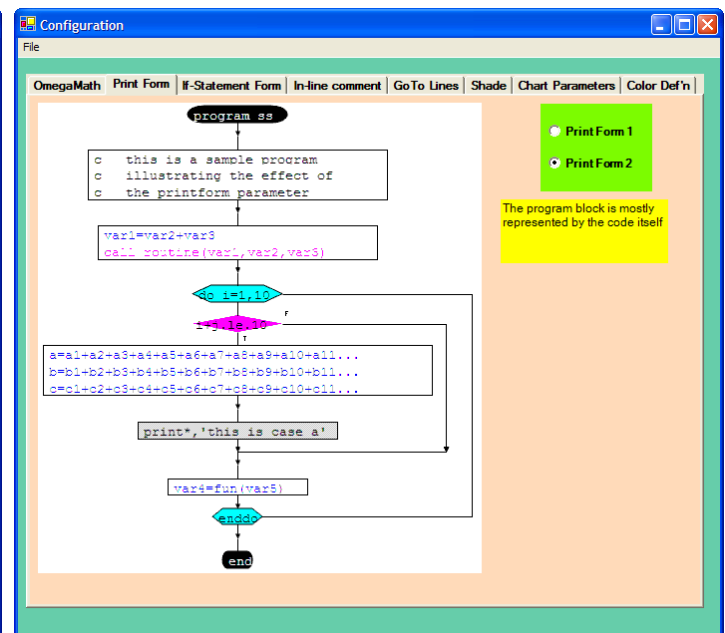 Configuration
File
OmegaMath Print Form If-Statement Form In-line comment GoTo Lines Shade Chart Parameters Color Def'n
program ss
c this is a sample program
c illustrating the effect of
c the printform parameter
var1=var2+var3
call routine(var1,var2,var3)
do i=1,10
F
T
a=a1+a2+a3+a4+a5+a6+a7+a8+a9+a10+a11...
b=b1+b2+b3+b4+b5+b6+b7+b8+b9+b10+b11...
c=c1+c2+c3+c4+c5+c6+c7+c8+c9+c10+c11...
print*,'this is case a'
var4=fun(var5)
enddo
end
Print Form 1
Print Form 2
The program block is mostly
represented by the code itself